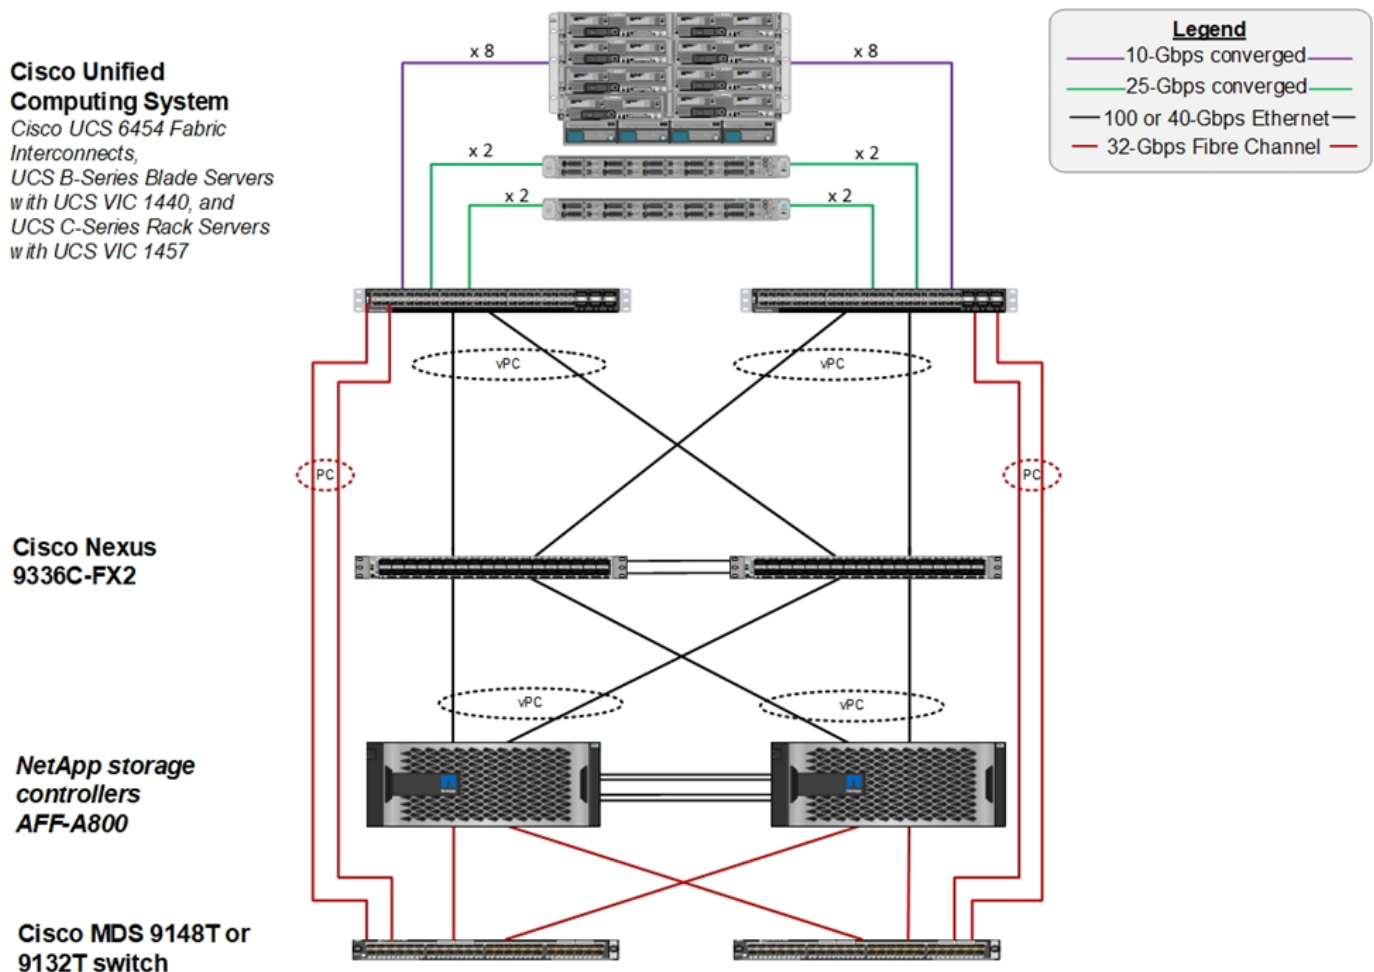 Cisco Unified
Computing System
Cisco UCS 6454 Fabric
Interconnects,
UCS B-Series Blade Servers
with UCS VIC 1440, and
UCS C-Series Rack Servers
with UCS VIC 1457
x 8
x 8
x 2
x 2
x 2
x 2
Legend
10-Gbps converged
25-Gbps converged
100 or 40-Gbps Ethernet
32-Gbps Fibre Channel
vPC
vPC
PC
PC
Cisco Nexus
9336C-FX2
vPC
vPC
NetApp storage
controllers
AFF-A800
Cisco MDS 9148T or
9132T switch